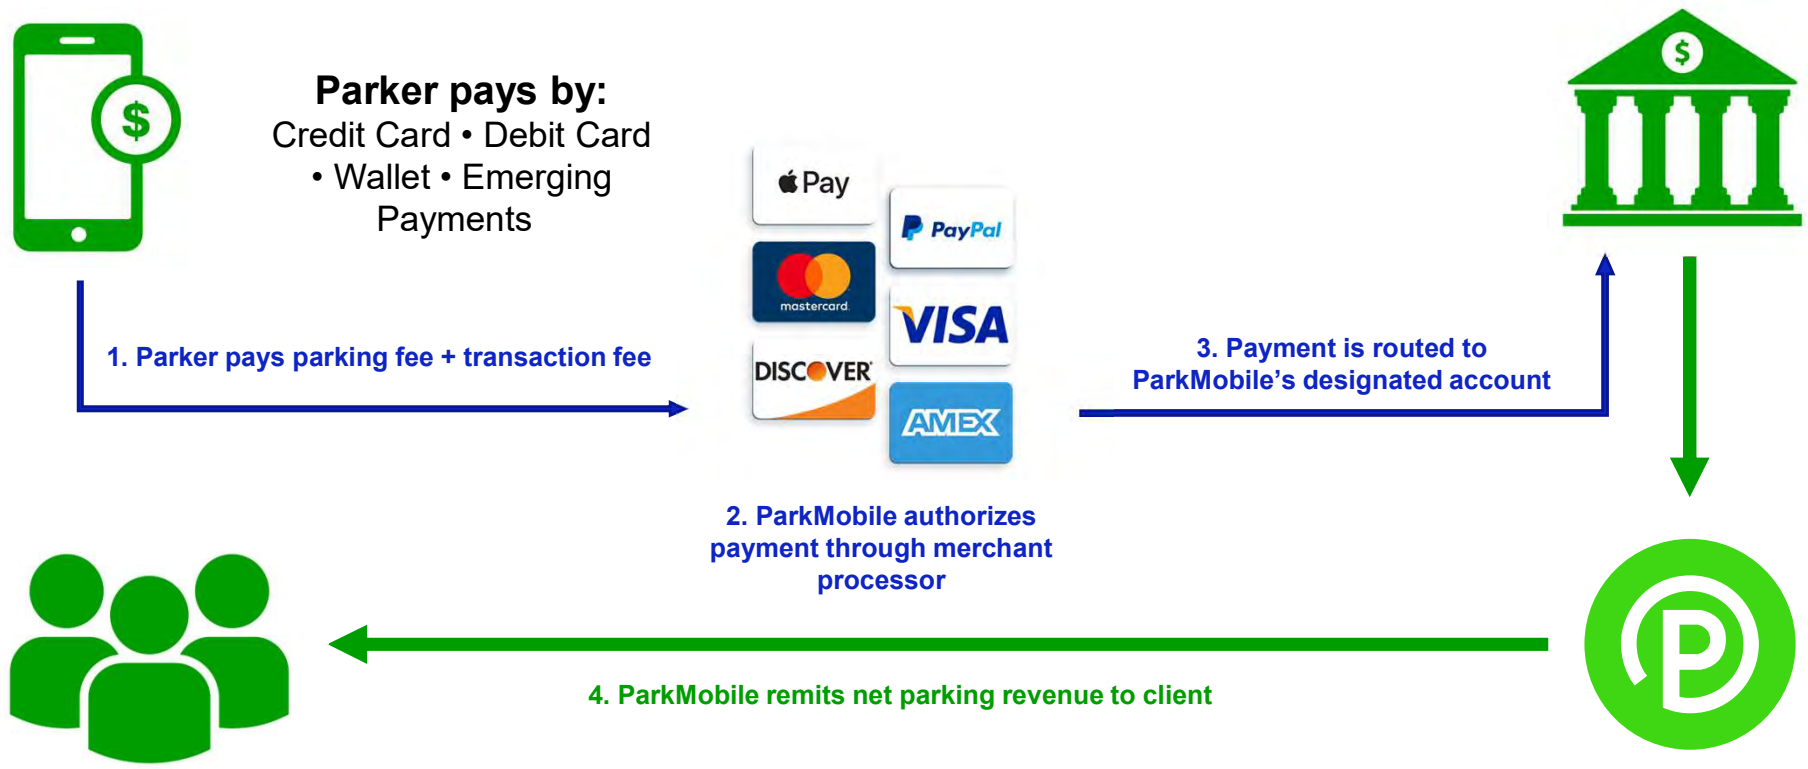 $
Parker pays by:
Credit Card • Debit Card
• Wallet • Emerging
Payments
$
Pay
PayPal
mastercard.
VISA
DISCOVER
AMEX
1. Parker pays parking fee + transaction fee
2. ParkMobile authorizes
payment through merchant
processor
3. Payment is routed to
ParkMobile's designated account
P
4. ParkMobile remits net parking revenue to client